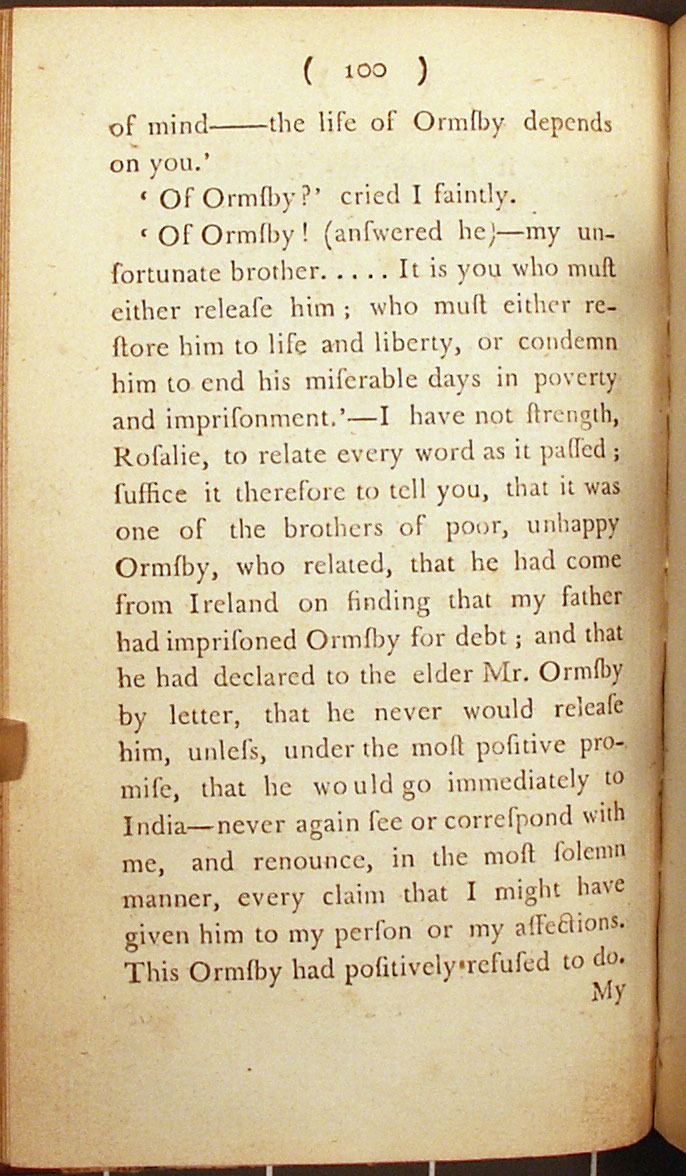 ( 100 )
of mind——the life of Ormſby depends
on you.’
‘ Of Ormſby?’ cried I faintly.
‘ Of Ormſby! (anſwered he)—my un-
fortunate brother. . . . . It is you who muſt
either releaſe him ; who muſt either re-
ſtore him to life and liberty, or condemn
him to end his miſerable days in poverty
and impriſonment.’—I have not ſtrength,
Roſalie, to relate every word as it paſſed ;
ſuffice it therefore to tell you, that it was
one of the brothers of poor, unhappy
Ormſby, who related, that he had come
from Ireland on finding that my father
had impriſoned Ormſby for debt ; and that
he had declared to the elder Mr. Ormſby
by letter, that he never would releaſe
him, unleſs, under the moſt poſitive pro-
miſe, that he would go immediately to
India—never again ſee or correſpond with
me, and renounce, in the moſt ſolemn
manner, every claim that I might have
given him to my perſon or my affections.
This Ormſby had poſitively refuſed to do.
My